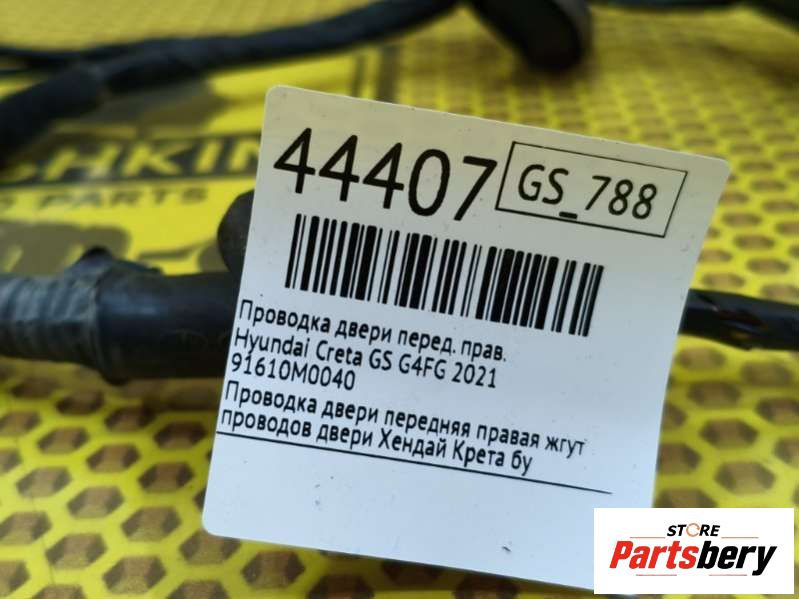 44407
GS_788
Проводка двери перед. прав.
Hyundai Creta GS G4FG 2021
91610M0040
Проводка двери передняя правая жгут
проводов двери Хендай Крета бу
STORE
Partsbery